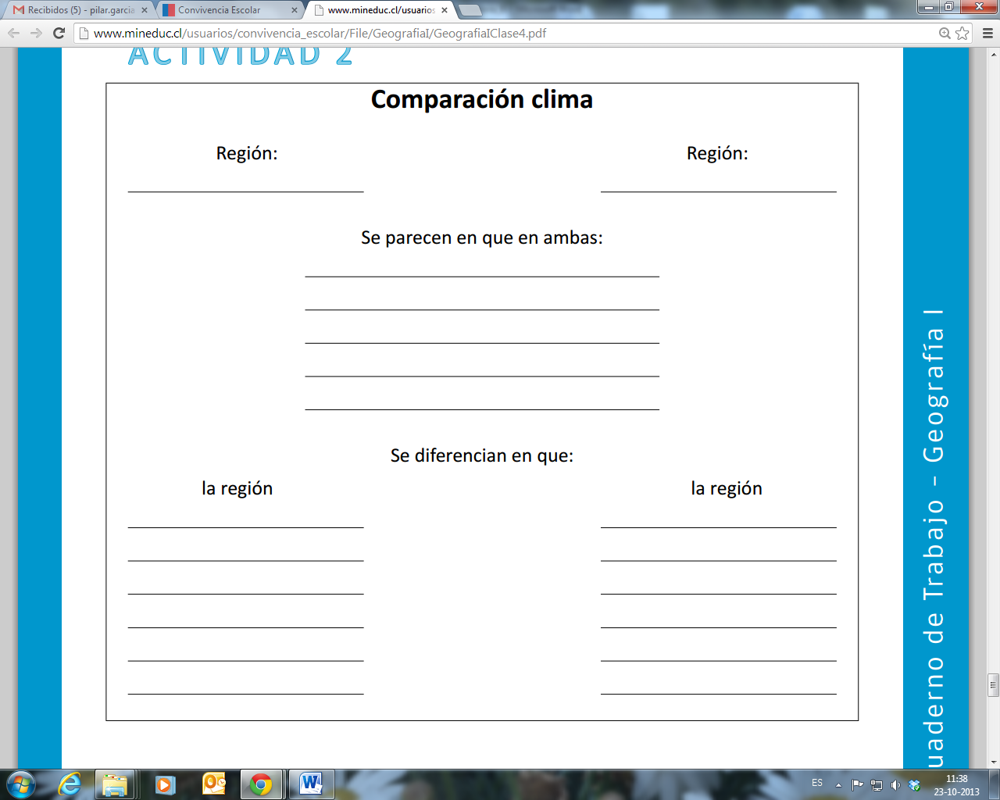 Recibidos (5) - pilar.garcia
Convivencia Escolar
www.mineduc.cl/usuarios
www.mineduc.cl/usuarios/convivencia_escolar/File/GeografiaI/GeografiaIClase4.pdf
ACTIVIDAD 2
Comparación clima
Región:
Región:
Se parecen en que en ambas:
Se diferencian en que:
la región
la región
uaderno de Trabajo - Geografía I
ES
11:38
23-10-2013